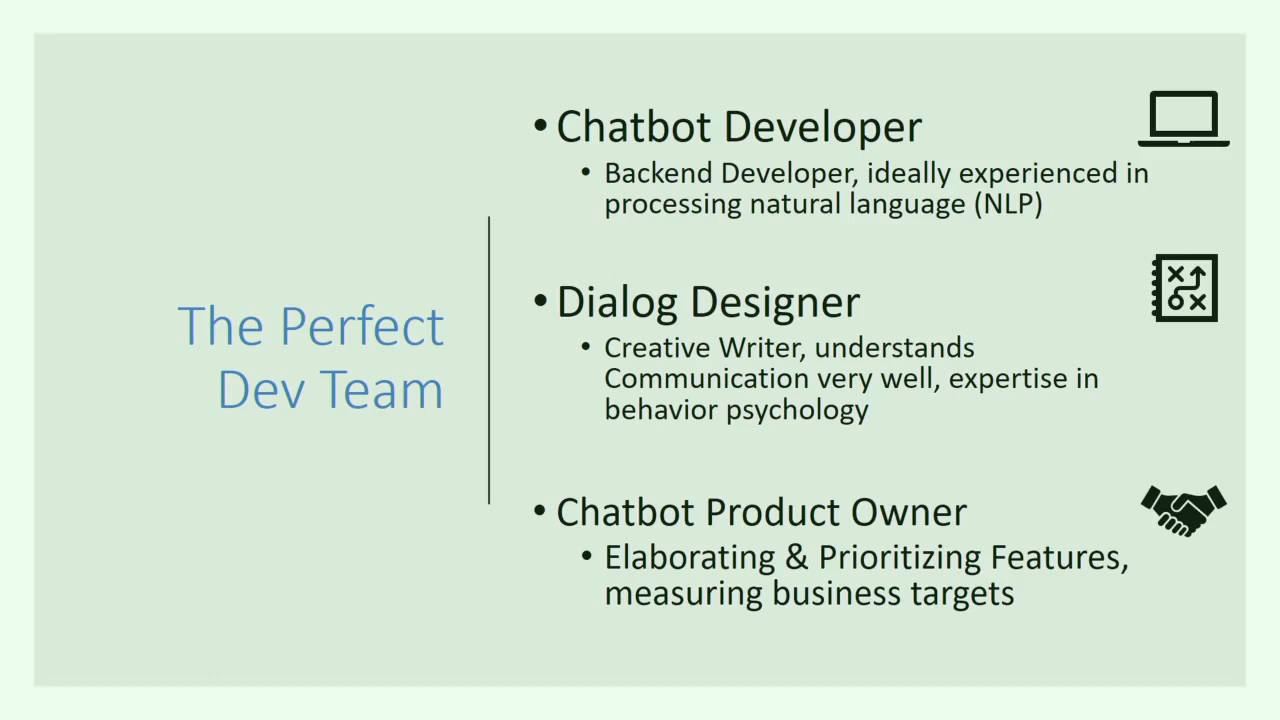 The Perfect
Dev Team
• Chatbot Developer
• Backend Developer, ideally experienced in
processing natural language (NLP)
• Dialog Designer
• Creative Writer, understands
Communication very well, expertise in
behavior psychology
• Chatbot Product Owner
• Elaborating & Prioritizing Features,
measuring business targets